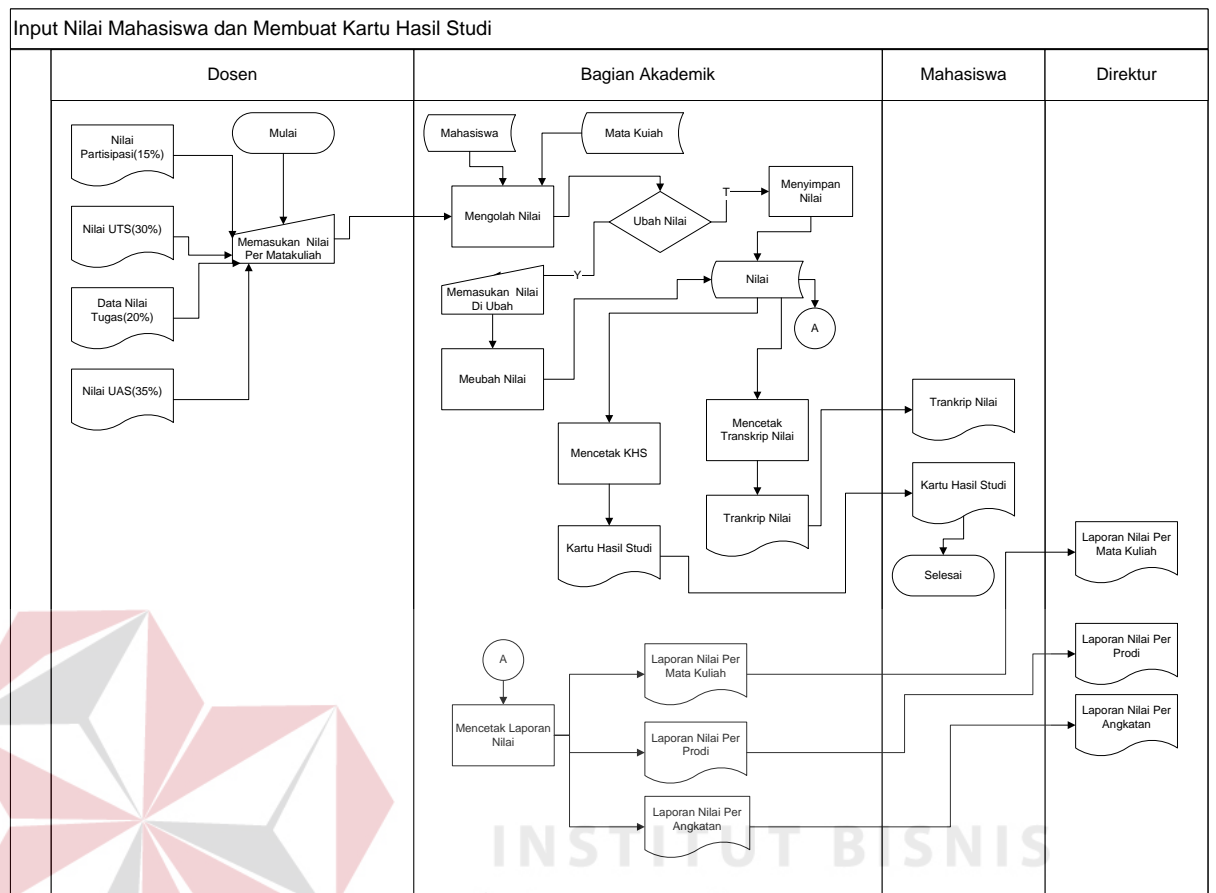 Input Nilai Mahasiswa dan Membuat Kartu Hasil Studi
Dosen
Bagian Akademik
Mahasiswa
Direktur
Nilai
Partisipasi(15%)
Mulai
Nilai UTS(30%)
Memasukan Nilai
Per Matakuliah
Data Nilai
Tugas(20%)
Nilai UAS(35%)
Mahasiswa
Mata Kuiah
Mengolah Nilai
Ubah Nilai
T
Menyimpan
Nilai
Y
Memasukan Nilai
Di Ubah
Nilai
A
Meubah Nilai
Mencetak KHS
Mencetak
Transkrip Nilai
Kartu Hasil Studi
Trankrip Nilai
Trankrip Nilai
Kartu Hasil Studi
Selesai
Laporan Nilai Per
Mata Kuliah
Laporan Nilai Per
Prodi
Laporan Nilai Per
Angkatan
A
Mencetak Laporan
Nilai
Laporan Nilai Per
Mata Kuliah
Laporan Nilai Per
Prodi
Laporan Nilai Per
Angkatan
INSTITUT BISNIS